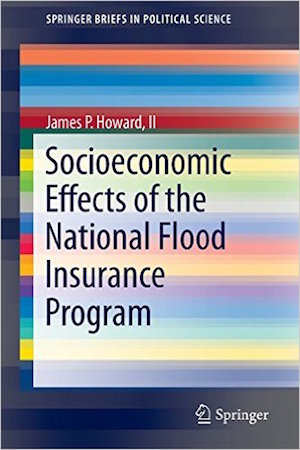 SPRINGER BRIEFS IN POLITICAL SCIENCE
James P. Howard, II
Socioeconomic
Effects of the
National Flood
Insurance
Program
Springer